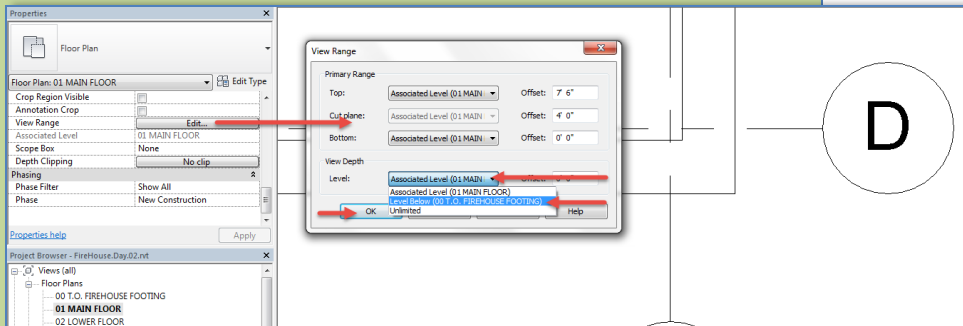 Properties
Floor Plan
Floor Plan: 01 MAIN FLOOR
Edit Type
Crop Region Visible
Annotation Crop
View Range Edit...
Associated Level 01 MAIN FLOOR
Scope Box None
Depth Clipping No clip
Phasing
Phase Filter Show All
Phase New Construction
Properties help
Apply
Project Browser - FireHouse.Day.02.rvt
Views (all)
Floor Plans
00 T.O. FIREHOUSE FOOTING
01 MAIN FLOOR
02 LOWER FLOOR
View Range
Primary Range
Top: Associated Level (01 MAIN Offset: 7' 6"
Cut plane: Associated Level (01 MAIN Offset: 4' 0"
Bottom: Associated Level (01 MAIN Offset: 0' 0"
View Depth
Level: Associated Level (01 MAIN Offset:
Associated Level (01 MAIN FLOOR)
Level Below (00 T.O. FIREHOUSE FOOTING)
Unlimited
OK
Help
D